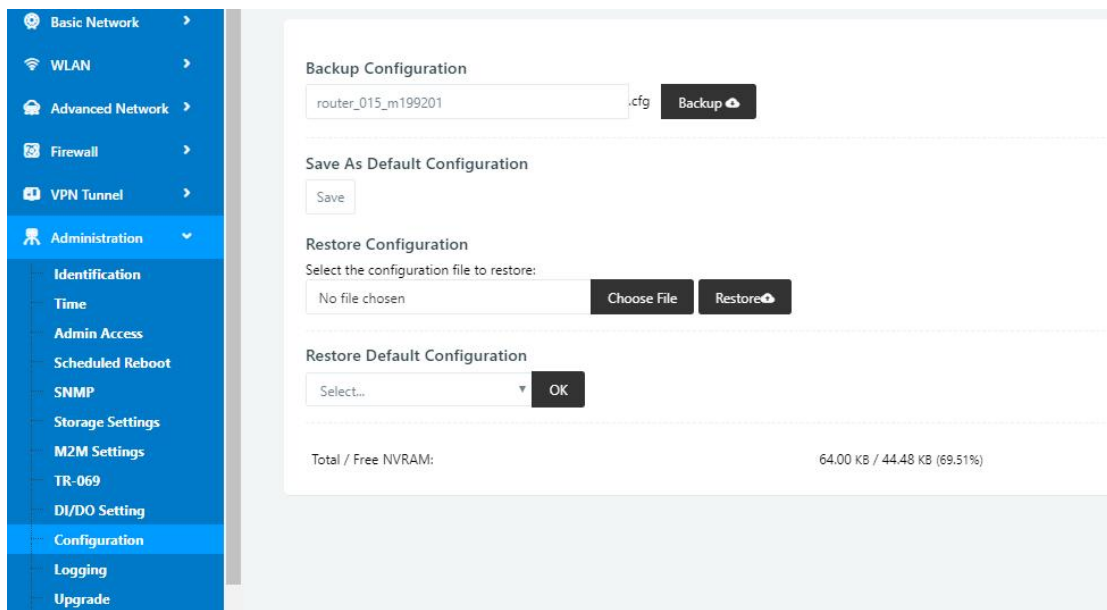 Basic Network
WLAN
Advanced Network
Firewall
VPN Tunnel
Administration
Identification
Time
Admin Access
Scheduled Reboot
SNMP
Storage Settings
M2M Settings
TR-069
DI/DO Setting
Configuration
Logging
Upgrade
Backup Configuration
router_015_m199201 .cfg Backup
Save As Default Configuration
Save
Restore Configuration
Select the configuration file to restore:
No file chosen Choose File Restore
Restore Default Configuration
Select... OK
Total / Free NVRAM: 64.00 KB / 44.48 KB (69.51%)